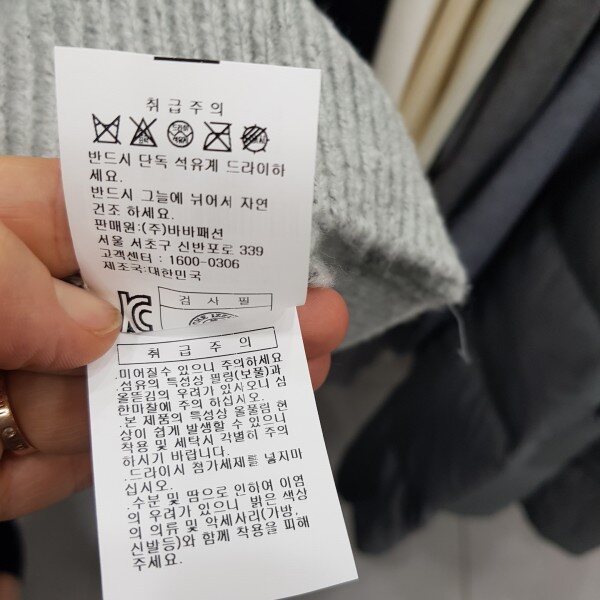 취급주의
반드시 단독 석유계 드라이하
세요.
반드시 그늘에 뉘어서 자연
건조 하세요.
판매원:(주)바바패션
서울 서초구 신반포로 339
고객센터 : 1600-0306
제조국:대한민국
검사필
취급주의
.미어질수 있으니 주의하세요
.섬유의 특성상 필링(보풀)과
올뜯김의 우려가 있사오니 심
한마찰에 주의 하십시오.
.본 제품의 특성상 올풀림 현
상이 쉽게 발생할 수 있으니
착용 및 세탁시 각별히 주의
하시기 바랍니다.
.드라이시 첨가세제를 넣지마
십시오.
.수분 및 땀으로 인하여 이염
의 우려가 있으니 밝은 색상
의 의류 및 악세사리(가방,
신발등)와 함께 착용을 피해
주세요.